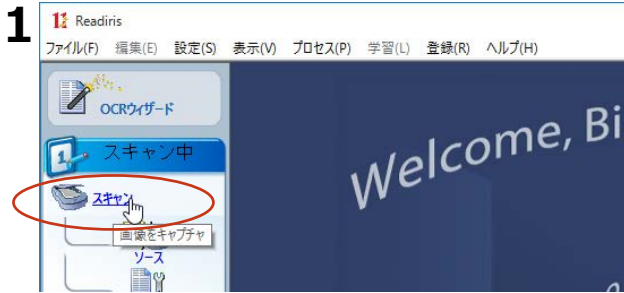 1
Readiris
ファイル(F) 編集(E) 設定(S) 表示(V) プロセス(P) 学習(L) 登録(R) ヘルプ(H)
OCRウィザード
1 スキャン中
スキャン
画像をキャプチャ
ソース
Welcome, Bi